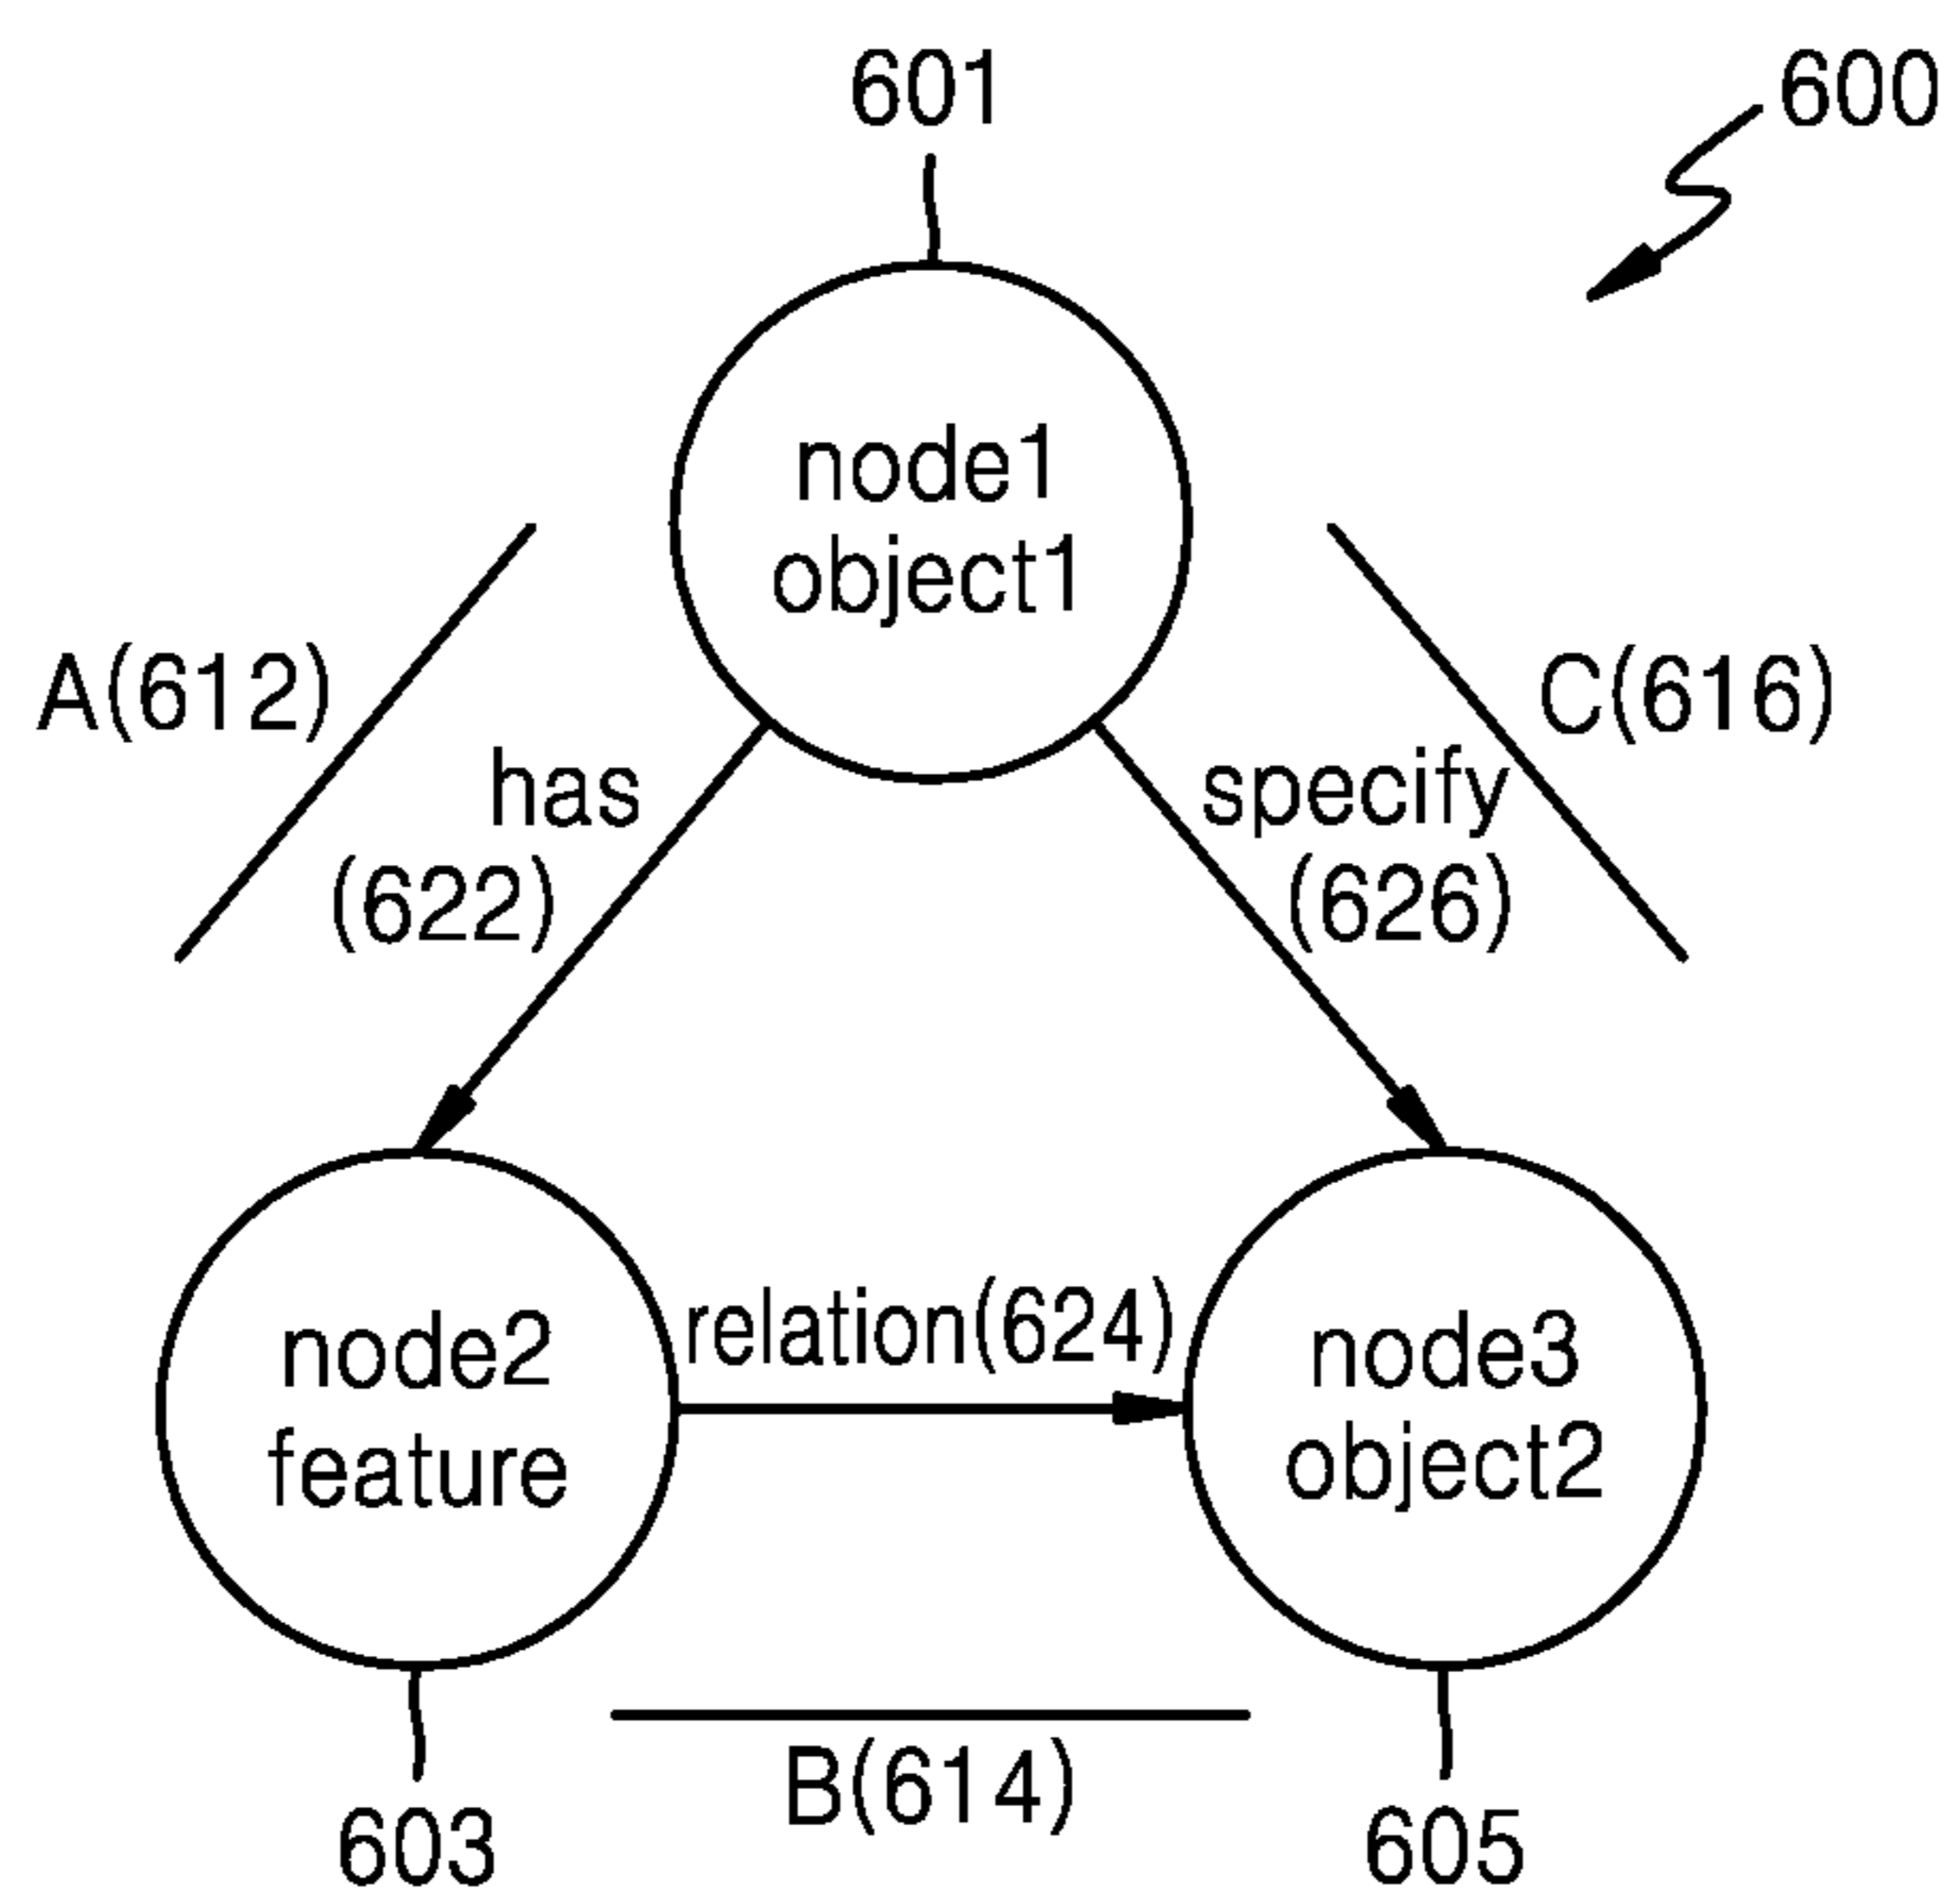 601
600
node1
object1
A(612)
C(616)
has
(622)
specify
(626)
relation(624)
node2
feature
node3
object2
B(614)
603
605